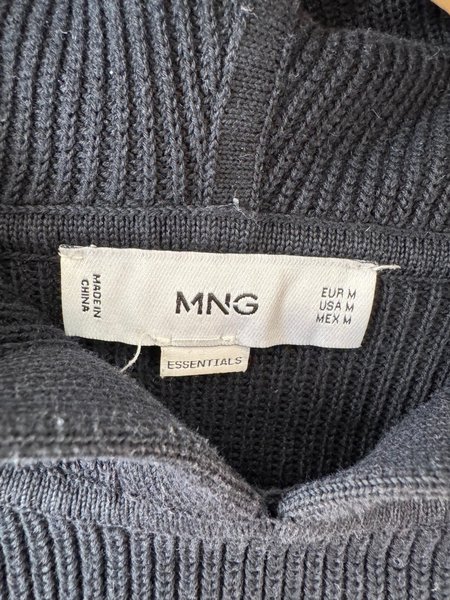 MADE IN
CHINA
MNG
EUR M
USA M
MEX M
ESSENTIALS